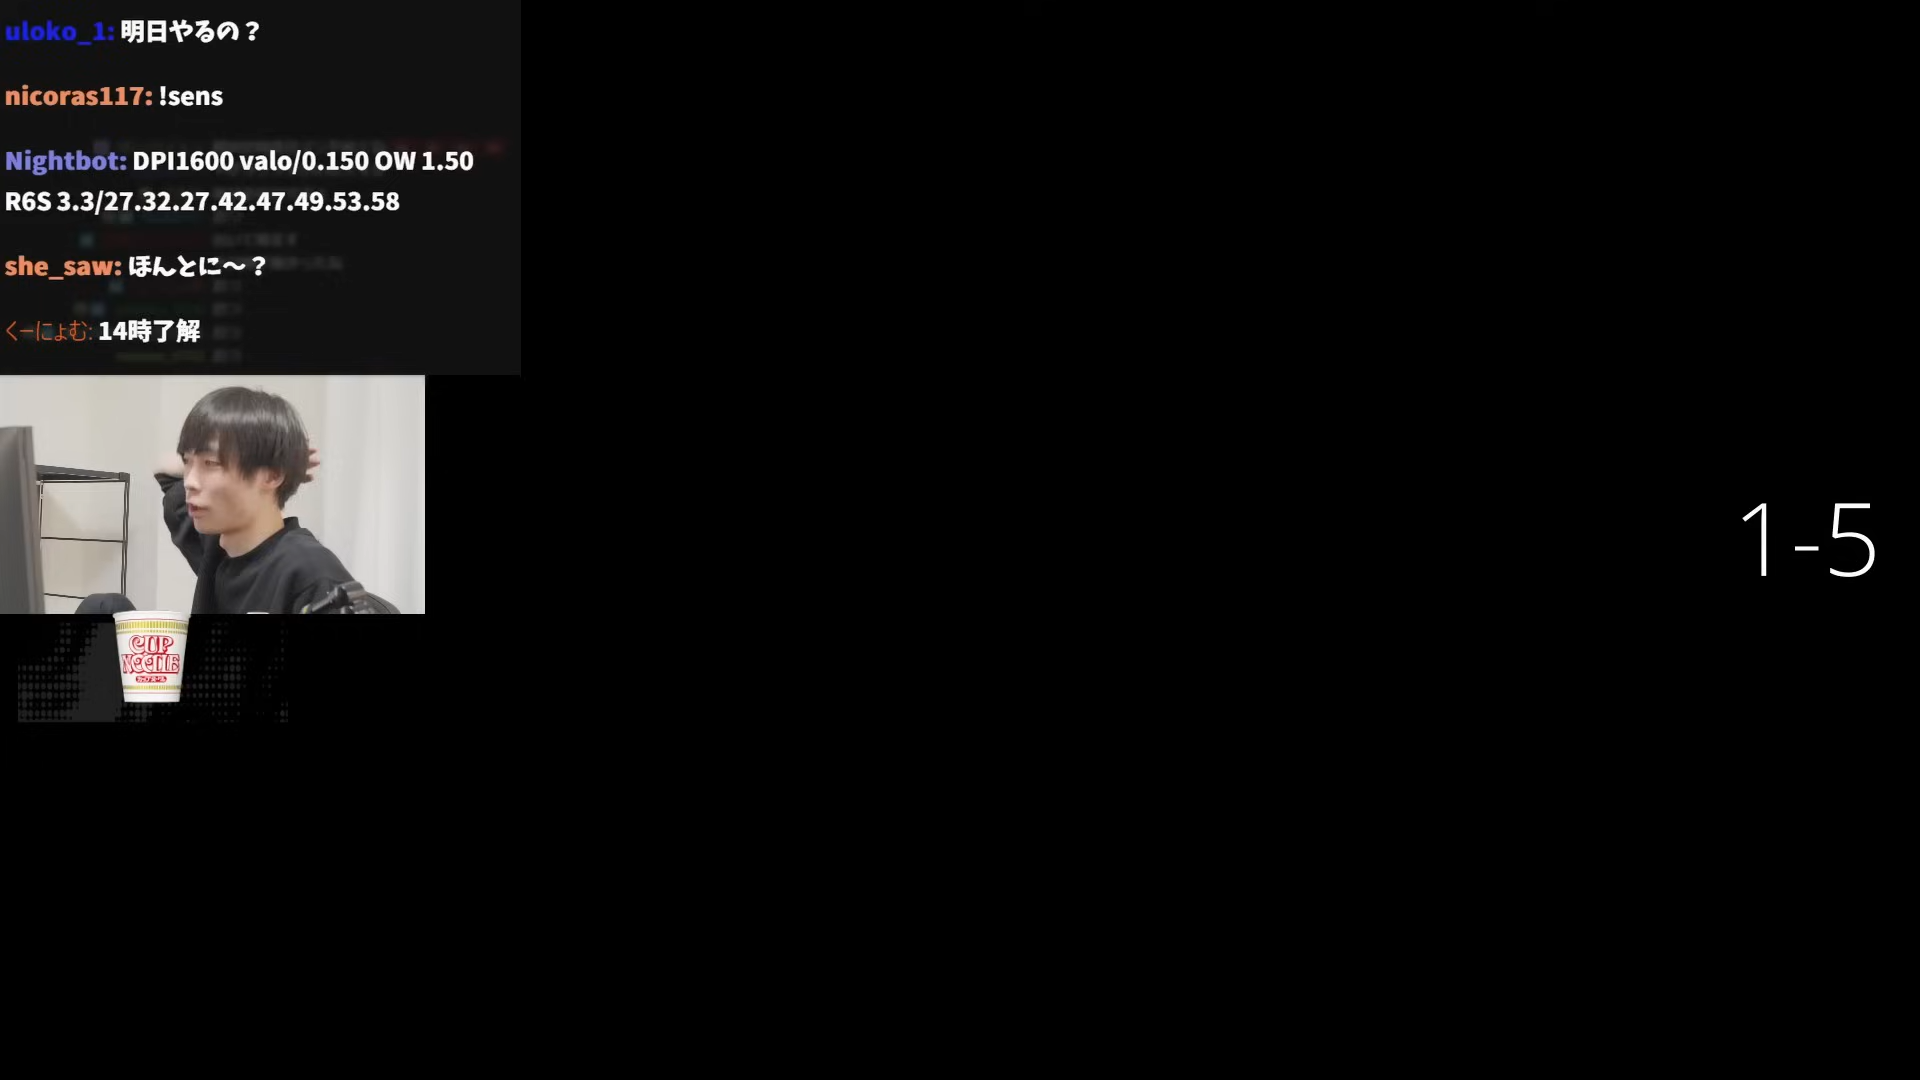 uloko_1: 明日やるの？
nicoras117: !sens
Nightbot: DPI1600 valo/0.150 OW 1.50
R6S 3.3/27.32.27.42.47.49.53.58
she_saw: ほんとに～？
くーにょむ: 14時了解
1-5
CUP
NOODLE